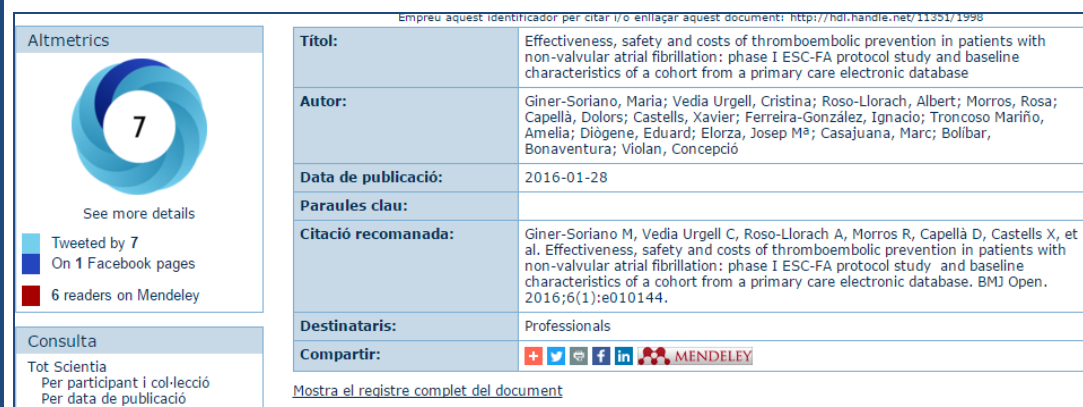 Empreu aquest identificador per citar i/o enllaçar aquest document: http://hdl.handle.net/11351/1998
Altmetrics
7
See more details
Tweeted by 7
On 1 Facebook pages
6 readers on Mendeley
Consulta
Tot Scientia
Per participant i col·lecció
Per data de publicació
Títol:
Effectiveness, safety and costs of thromboembolic prevention in patients with
non-valvular atrial fibrillation: phase I ESC-FA protocol study and baseline
characteristics of a cohort from a primary care electronic database
Autor:
Giner-Soriano, Maria; Vedia Urgell, Cristina; Roso-Llorach, Albert; Morros, Rosa;
Capellà, Dolors; Castells, Xavier; Ferreira-González, Ignacio; Troncoso Mariño,
Amelia; Diògene, Eduard; Elorza, Josep Mª; Casajuana, Marc; Bolíbar,
Bonaventura; Violan, Concepció
Data de publicació:
2016-01-28
Paraules clau:
Citació recomanada:
Giner-Soriano M, Vedia Urgell C, Roso-Llorach A, Morros R, Capellà D, Castells X, et
al. Effectiveness, safety and costs of thromboembolic prevention in patients with
non-valvular atrial fibrillation: phase I ESC-FA protocol study and baseline
characteristics of a cohort from a primary care electronic database. BMJ Open.
2016;6(1):e010144.
Destinataris:
Professionals
Compartir:
MENDELEY
Mostra el registre complet del document